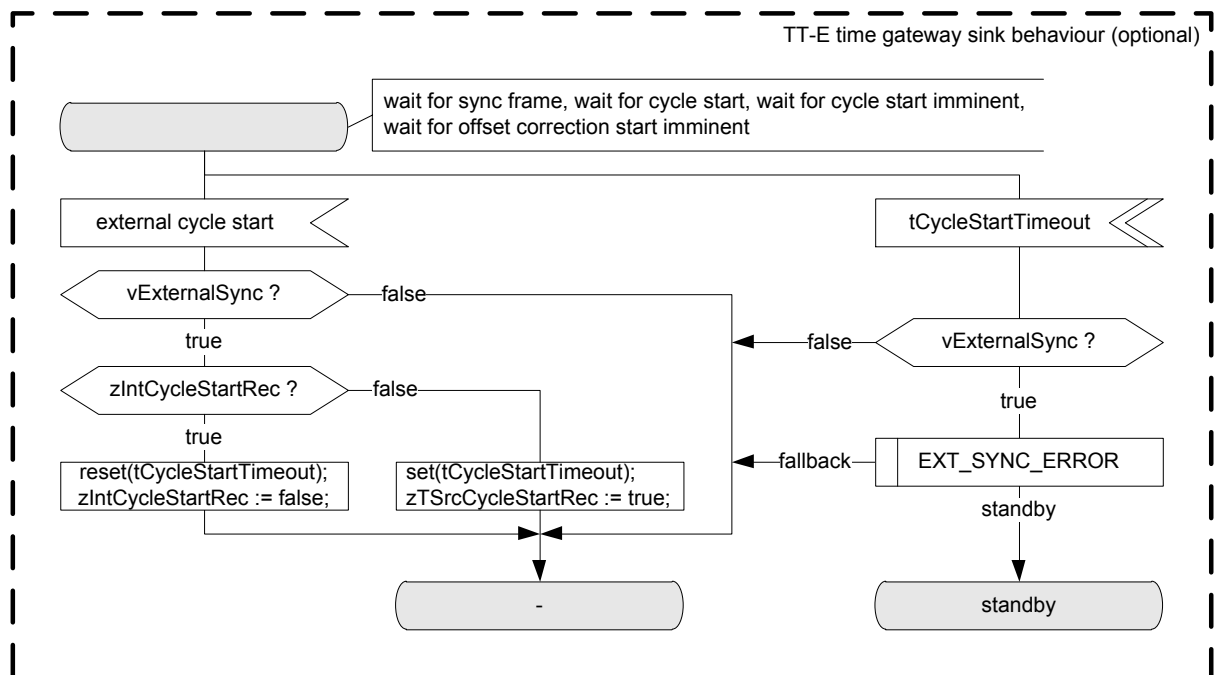 TT-E time gateway sink behaviour (optional)
wait for sync frame, wait for cycle start, wait for cycle start imminent,
wait for offset correction start imminent
external cycle start
tCycleStartTimeout
vExternalSync ?
false
true
false
vExternalSync ?
zIntCycleStartRec ?
false
true
true
reset(tCycleStartTimeout);
zIntCycleStartRec := false;
set(tCycleStartTimeout);
zTSrcCycleStartRec := true;
fallback
EXT_SYNC_ERROR
standby
-
standby